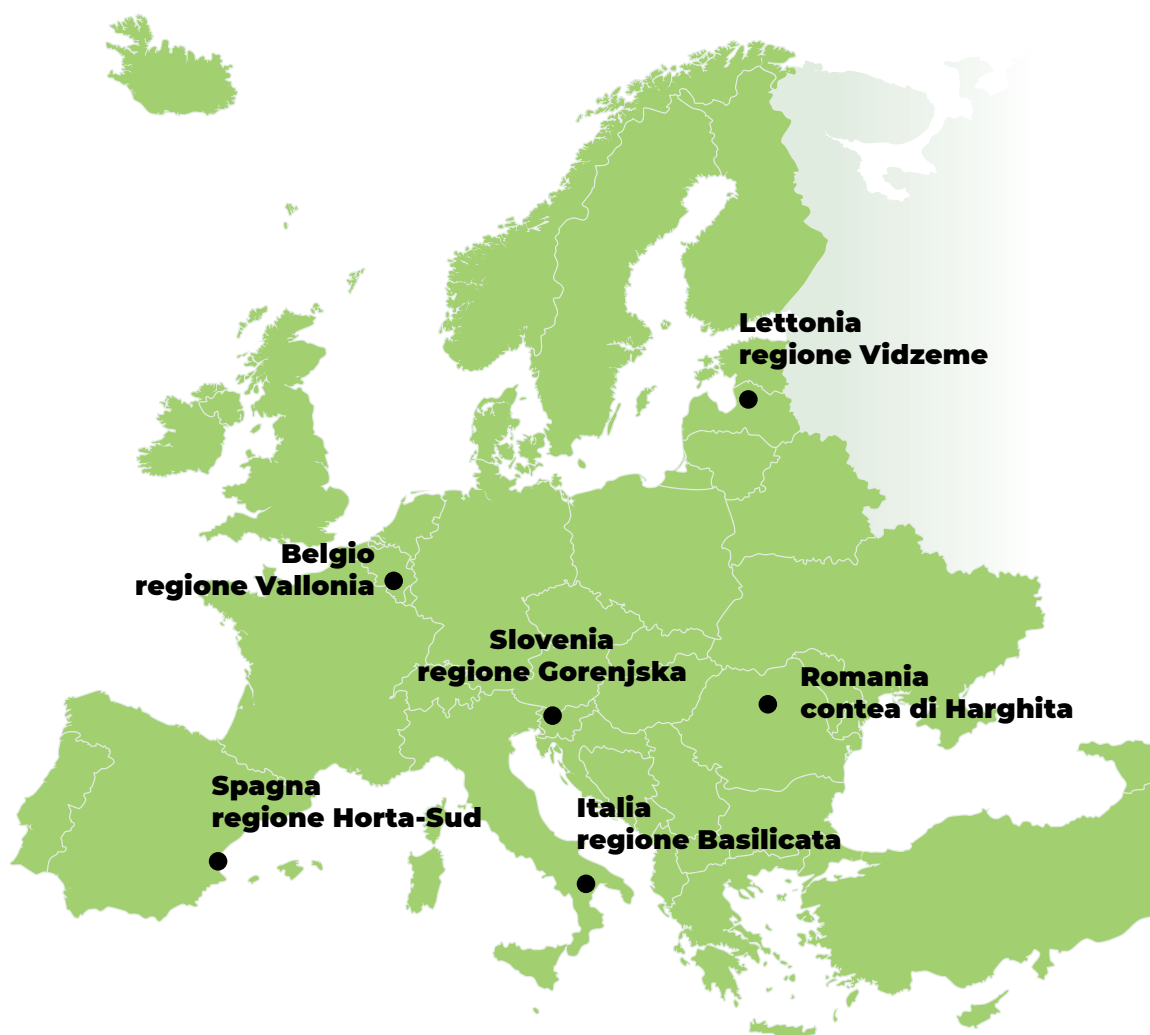 Lettonia
regione Vidzeme
Belgio
regione Vallonia
Slovenia
regione Gorenjska
Romania
contea di Harghita
Spagna
regione Horta-Sud
Italia
regione Basilicata